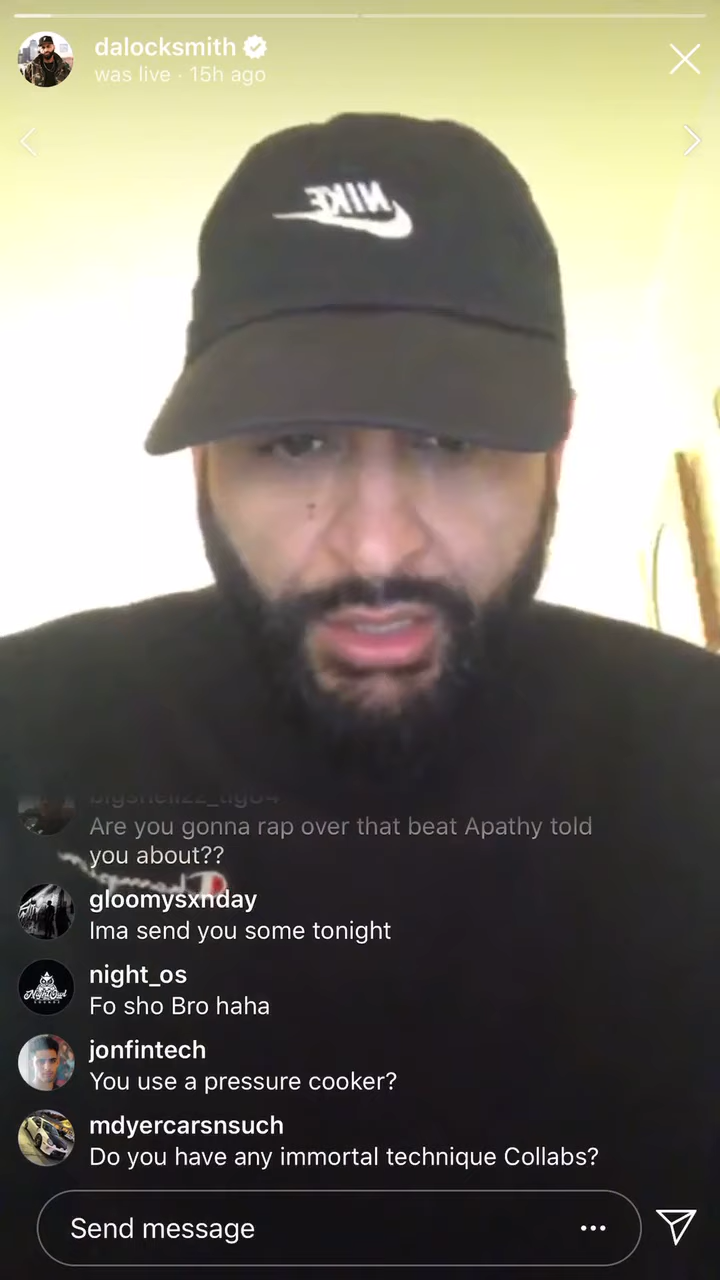 dalocksmith
was live · 15h ago
NIKE
bigshellzz_tig04
Are you gonna rap over that beat Apathy told
you about??
Champion
gloomysxnday
Ima send you some tonight
night_os
Fo sho Bro haha
jonfintech
You use a pressure cooker?
mdyercarsnsuch
Do you have any immortal technique Collabs?
Send message